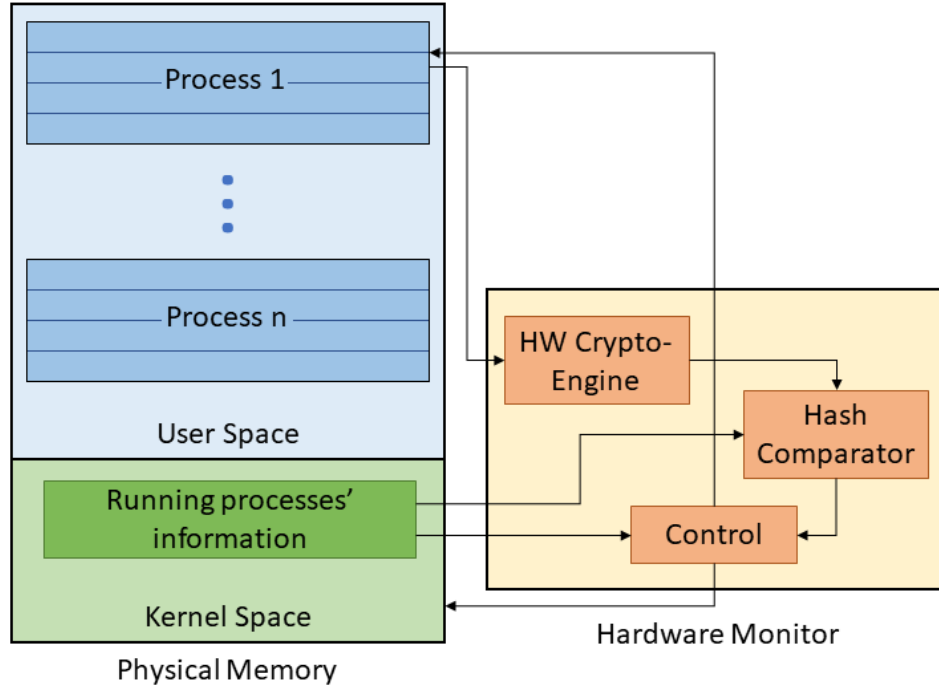 Process 1
Process n
User Space
HW Crypto-
Engine
Hash
Comparator
Running processes’
information
Control
Kernel Space
Hardware Monitor
Physical Memory